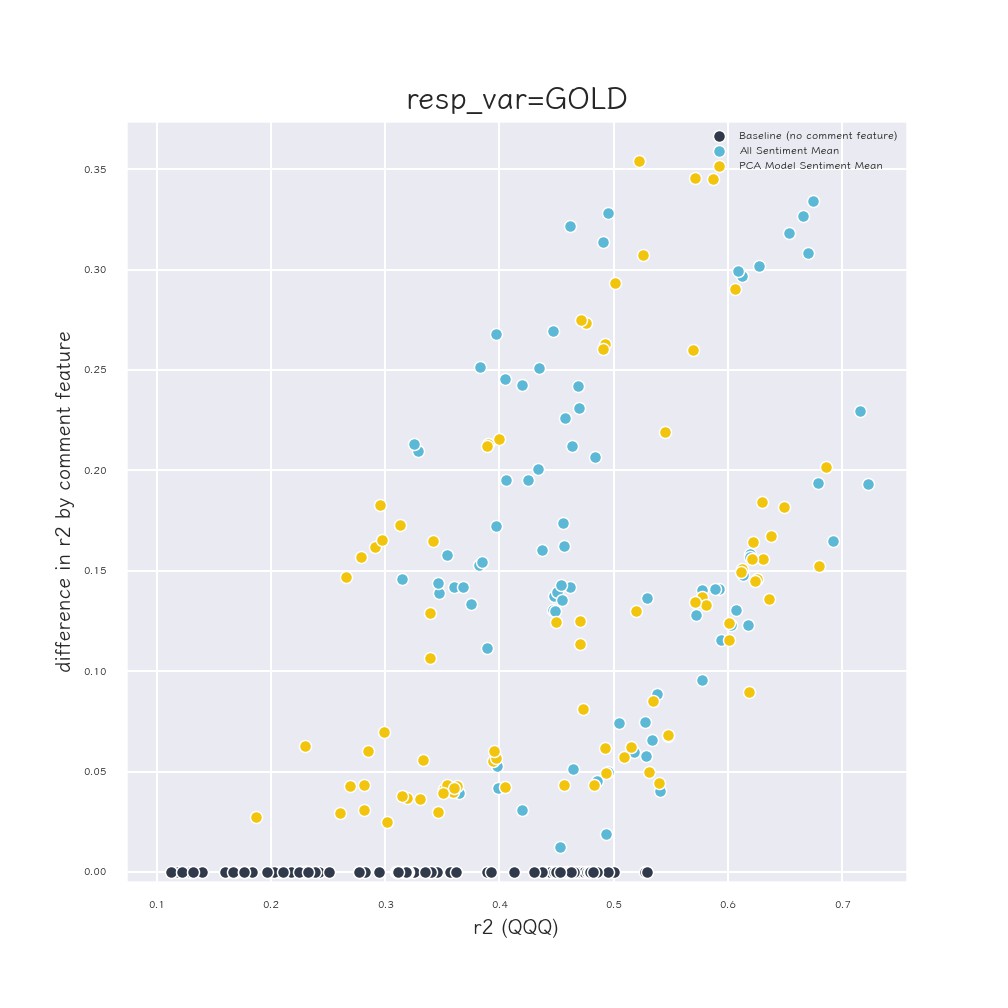 resp_var=GOLD
Baseline (no comment feature)
All Sentiment Mean
PCA Model Sentiment Mean
difference in r2 by comment feature
0.35
0.30
0.25
0.20
0.15
0.10
0.05
0.00
0.1 0.2 0.3 0.4 0.5 0.6 0.7
r2 (QQQ)